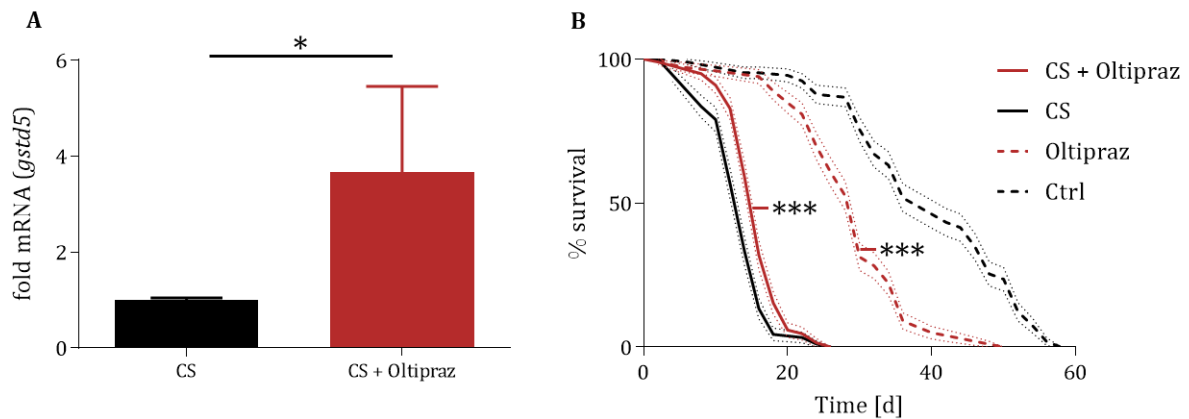 A
*
fold mRNA (gstd5)
6
4
2
0
CS
CS + Oltipraz
B
% survival
100
50
0
***
***
0
20
40
60
Time [d]
CS + Oltipraz
CS
Oltipraz
Ctrl